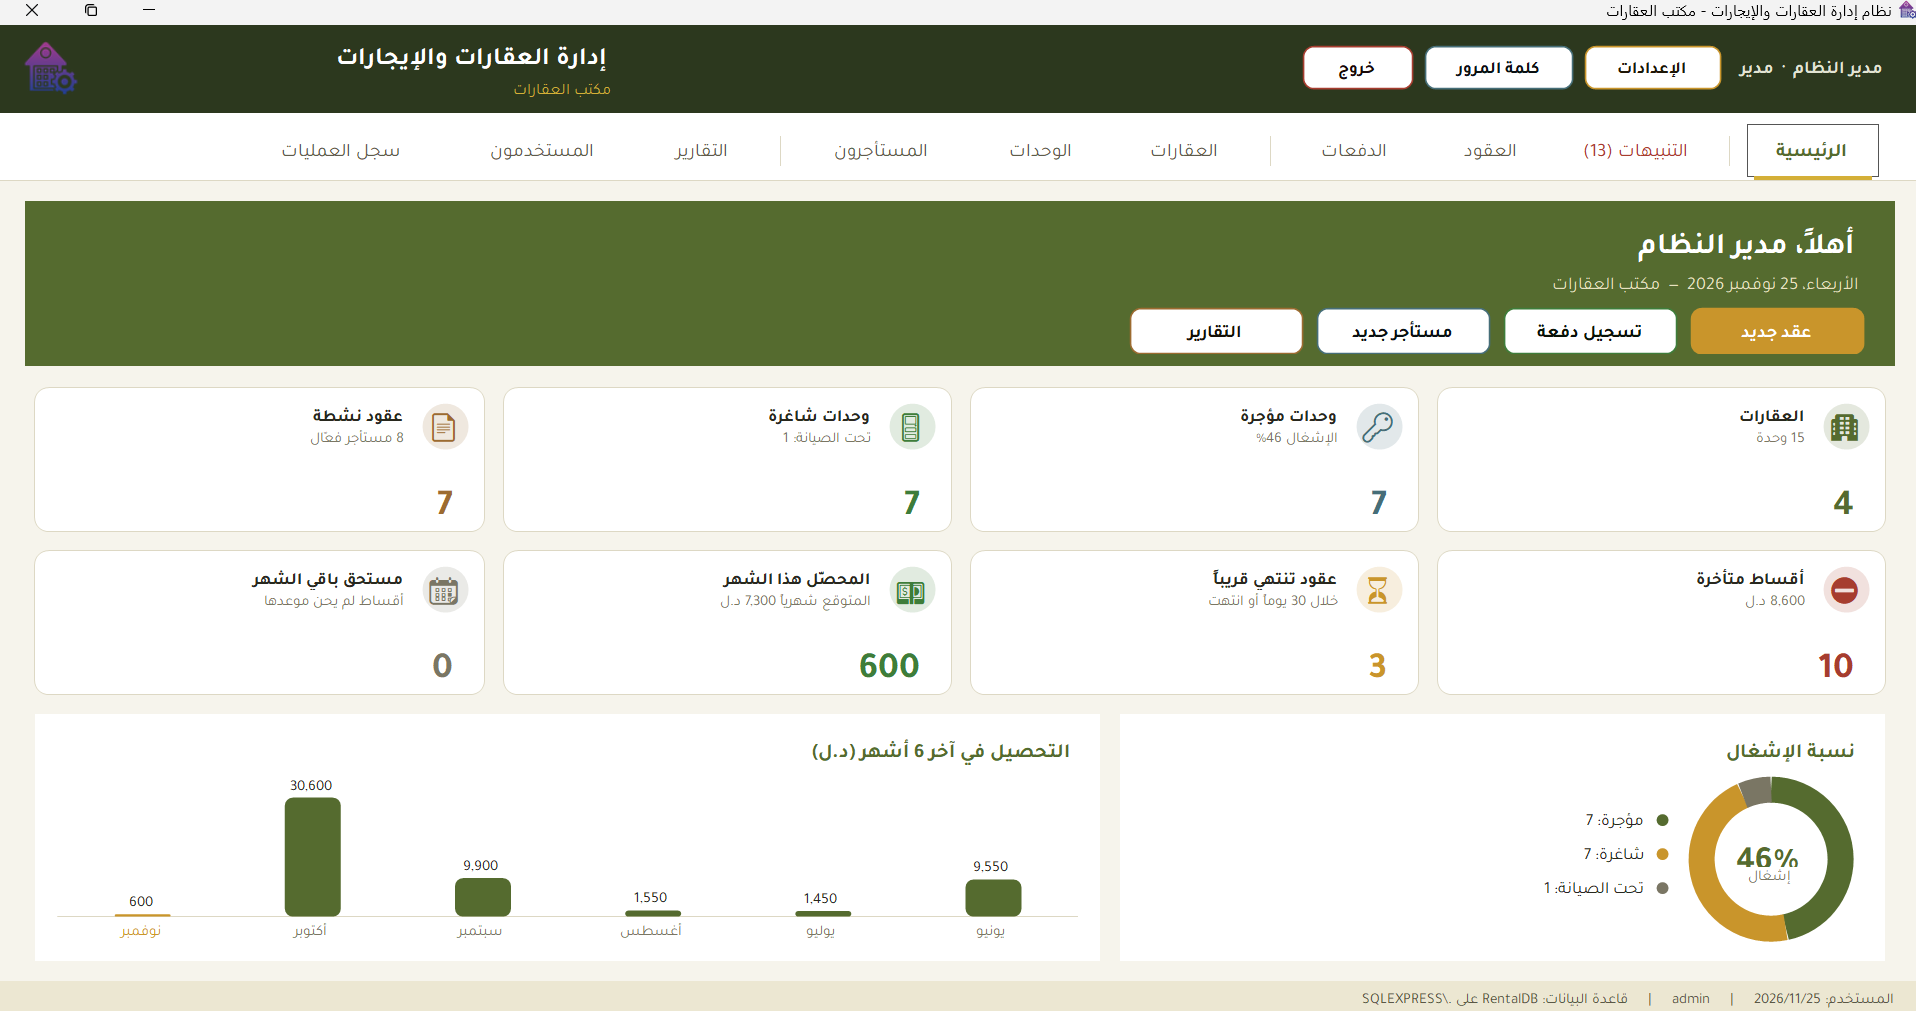 نظام إدارة العقارات والإيجارات - مكتب العقارات
مدير النظام · مدير
الإعدادات
كلمة المرور
خروج
إدارة العقارات والإيجارات
مكتب العقارات
الرئيسية
التنبيهات (13)
العقود
الدفعات
العقارات
الوحدات
المستأجرون
التقارير
المستخدمون
سجل العمليات
أهلاً، مدير النظام
الأربعاء، 25 نوفمبر 2026 – مكتب العقارات
عقد جديد
تسجيل دفعة
مستأجر جديد
التقارير
العقارات
15 وحدة
4
وحدات مؤجرة
الإشغال 46%
7
وحدات شاغرة
تحت الصيانة: 1
7
عقود نشطة
8 مستأجر فعّال
7
أقساط متأخرة
8,600 د.ل
10
عقود تنتهي قريباً
خلال 30 يوماً أو انتهت
3
المحصّل هذا الشهر
المتوقع شهرياً 7,300 د.ل
600
مستحق باقي الشهر
أقساط لم يحن موعدها
0
نسبة الإشغال
46%
إشغال
مؤجرة: 7
شاغرة: 7
تحت الصيانة: 1
التحصيل في آخر 6 أشهر (د.ل)
9,550
1,450
1,550
9,900
30,600
600
يونيو
يوليو
أغسطس
سبتمبر
أكتوبر
نوفمبر
المستخدم: 2026/11/25 | admin | قاعدة البيانات: RentalDB على .\SQLEXPRESS